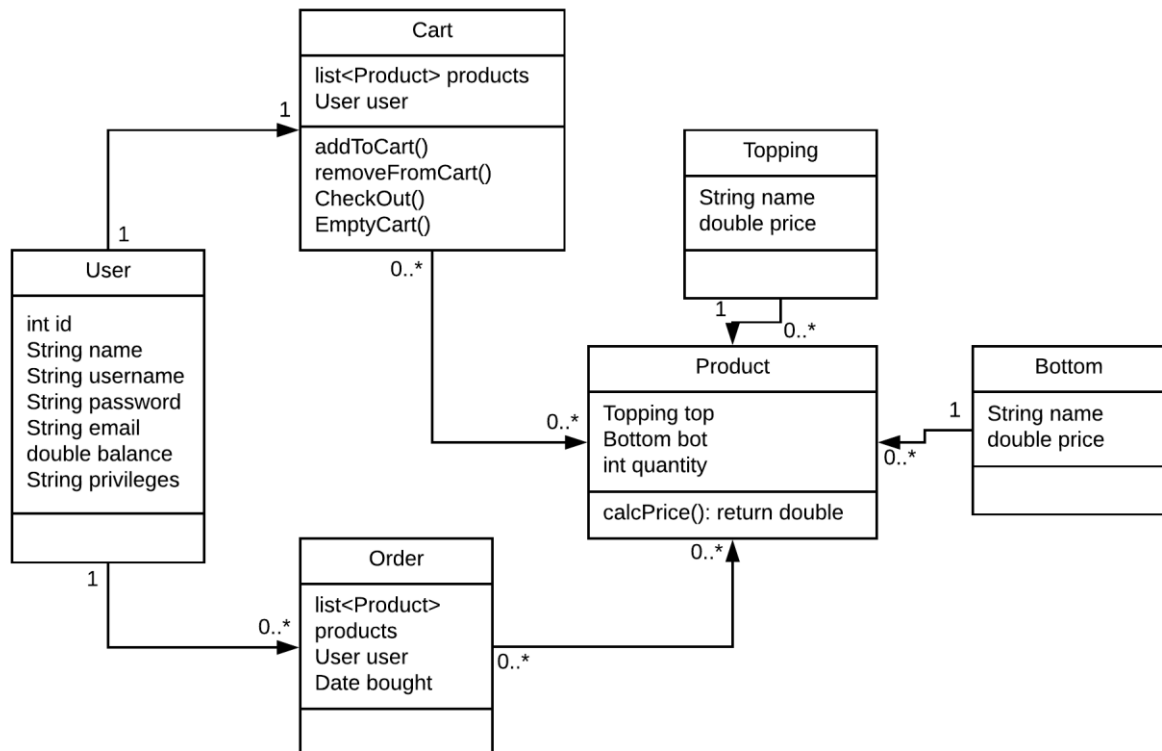 Cart
list<Product> products
User user
addToCart()
removeFromCart()
CheckOut()
EmptyCart()
1
1
0..*
User
int id
String name
String username
String password
String email
double balance
String privileges
1
0..*
Order
list<Product>
products
User user
Date bought
0..*
Topping
String name
double price
1
0..*
Product
Topping top
Bottom bot
int quantity
calcPrice(): return double
0..*
0..*
0..*
Bottom
String name
double price
1